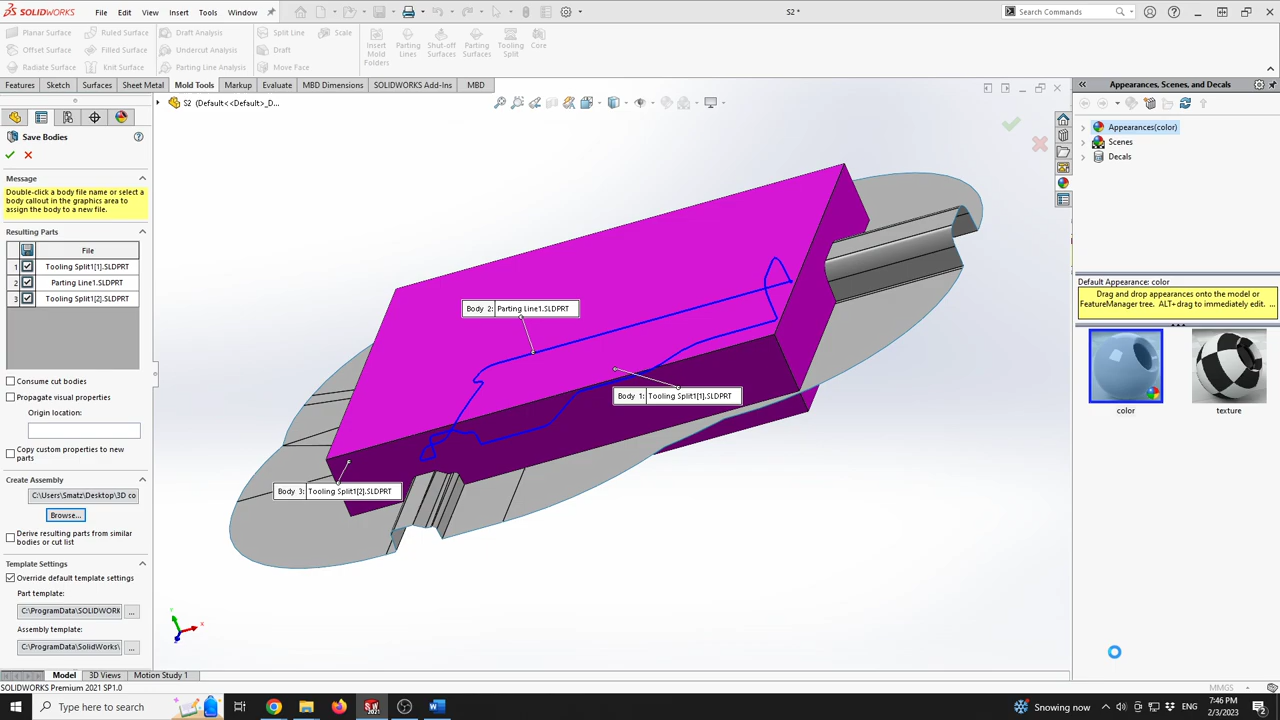 SOLIDWORKS
File
Edit
View
Insert
Tools
Window
S2 *
Search Commands
Planar Surface
Offset Surface
Radiate Surface
Ruled Surface
Filled Surface
Knit Surface
Draft Analysis
Undercut Analysis
Parting Line Analysis
Split Line
Draft
Move Face
Scale
Insert
Mold
Folders
Parting
Lines
Shut-off
Surfaces
Parting
Surfaces
Tooling
Split
Core
Features
Sketch
Surfaces
Sheet Metal
Mold Tools
Markup
Evaluate
MBD Dimensions
SOLIDWORKS Add-Ins
MBD
S2 (Default<<Default>_D...
Save Bodies
Message
Double-click a body file name or select a
body callout in the graphics area to
assign the body to a new file.
Resulting Parts
File
1 Tooling Split1[1].SLDPRT
2 Parting Line1.SLDPRT
3 Tooling Split1[2].SLDPRT
Consume cut bodies
Propagate visual properties
Origin location:
Copy custom properties to new
parts
Create Assembly
C:\Users\Smatz\Desktop\3D co
Browse...
Derive resulting parts from similar
bodies or cut list
Template Settings
Override default template settings
Part template:
C:\ProgramData\SOLIDWORK
...
Assembly template:
C:\ProgramData\SolidWorks\
...
Body 2: Parting Line1.SLDPRT
Body 1: Tooling Split1[1].SLDPRT
Body 3: Tooling Split1[2].SLDPRT
Y
X
Z
Appearances, Scenes, and Decals
Appearances(color)
Scenes
Decals
Default Appearance: color
Drag and drop appearances onto the model or
FeatureManager tree. ALT+drag to immediately edit. ...
color
texture
Model
3D Views
Motion Study 1
SOLIDWORKS Premium 2021 SP1.0
MMGS
Type here to search
Snowing now
7:46 PM
2/3/2023
2